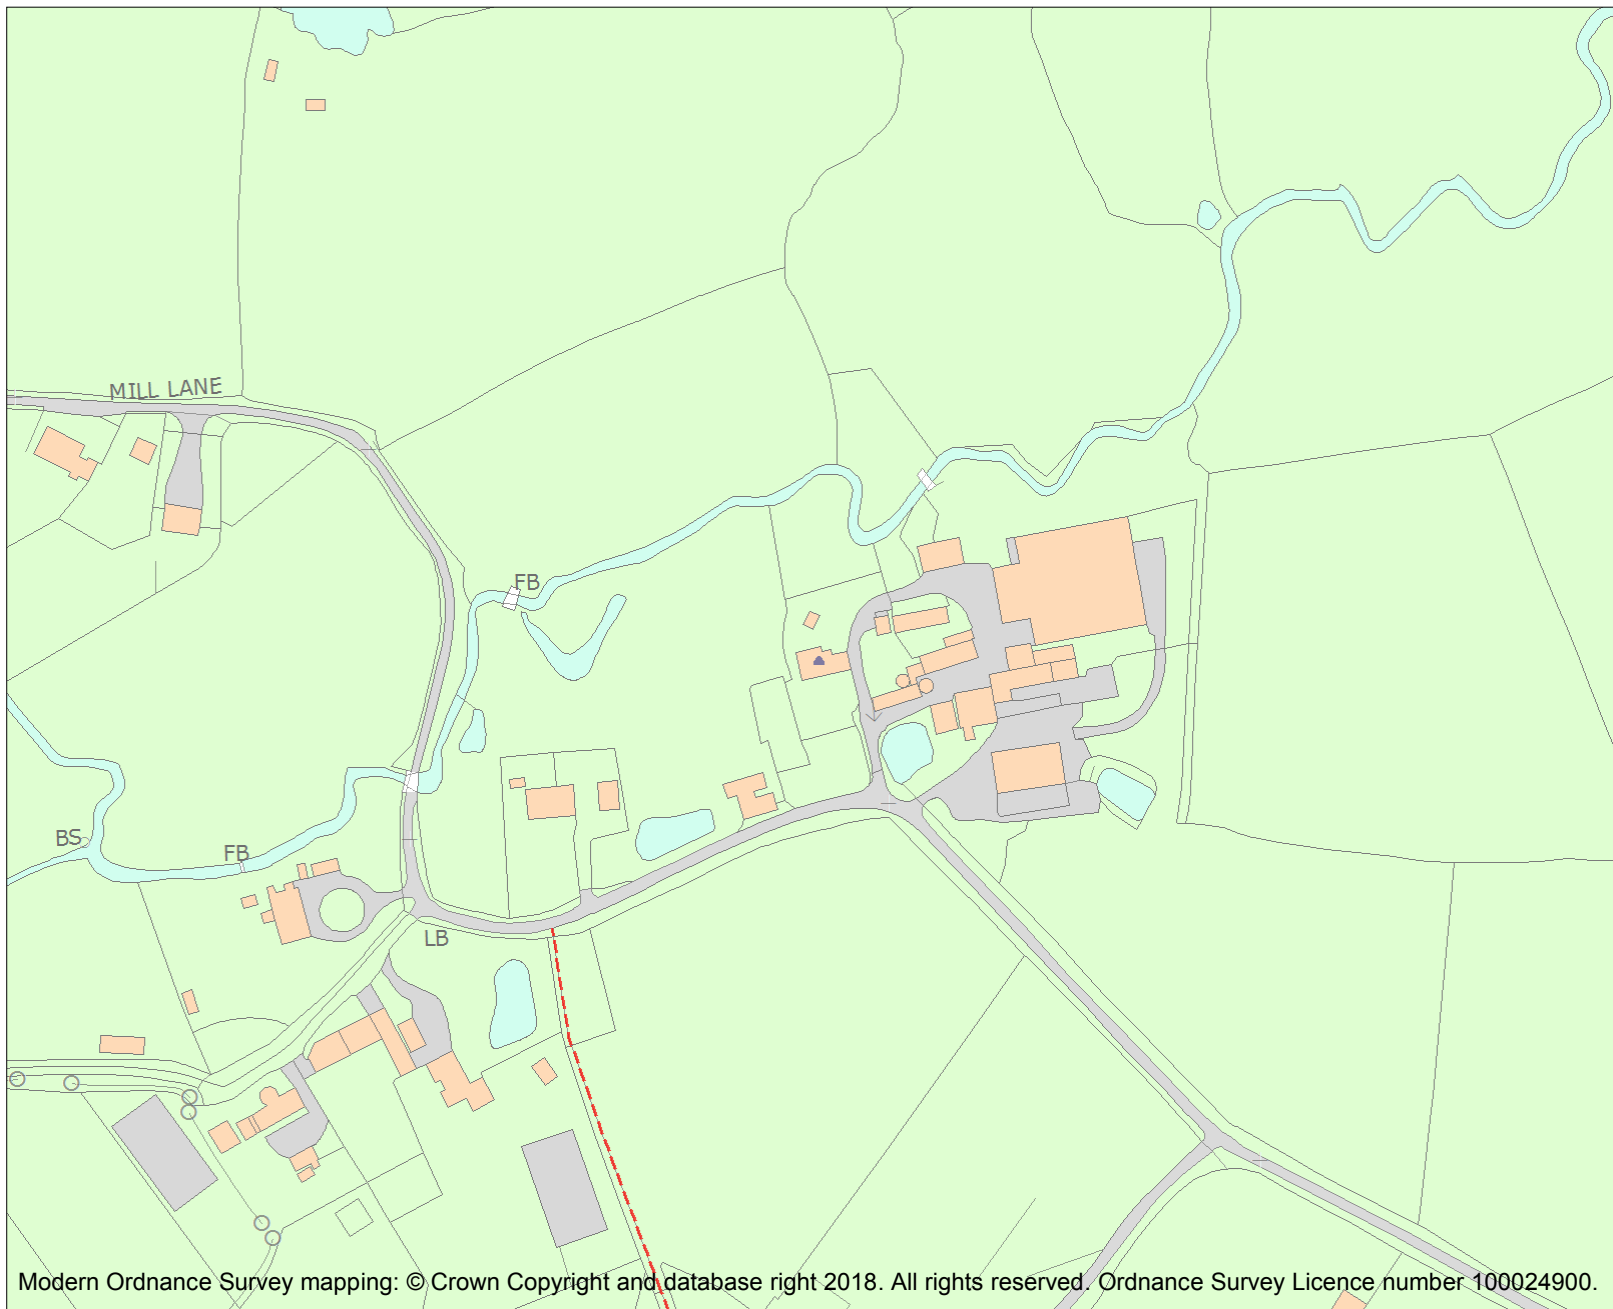 MILL LANE
FB
BS
FB
LB
Modern Ordnance Survey mapping: © Crown Copyright and database right 2018. All rights reserved. Ordnance Survey Licence number 100024900.